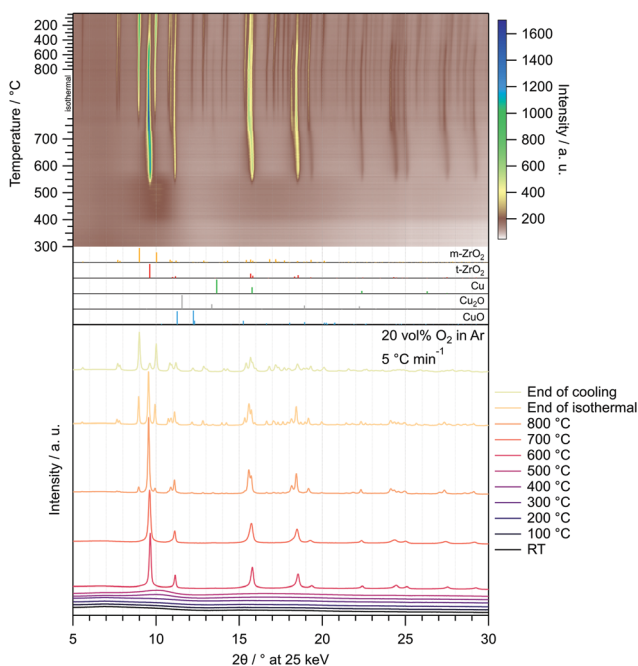 200
400
600
800
isothermal
700
600
500
400
300
Temperature / °C
1600
1400
1200
1000
800
600
400
200
Intensity / a. u.
m-ZrO₂
t-ZrO₂
Cu
Cu₂O
CuO
20 vol% O₂ in Ar
5 °C min⁻¹
Intensity / a. u.
End of cooling
End of isothermal
800 °C
700 °C
600 °C
500 °C
400 °C
300 °C
200 °C
100 °C
RT
5 10 15 20 25 30
2θ / ° at 25 keV